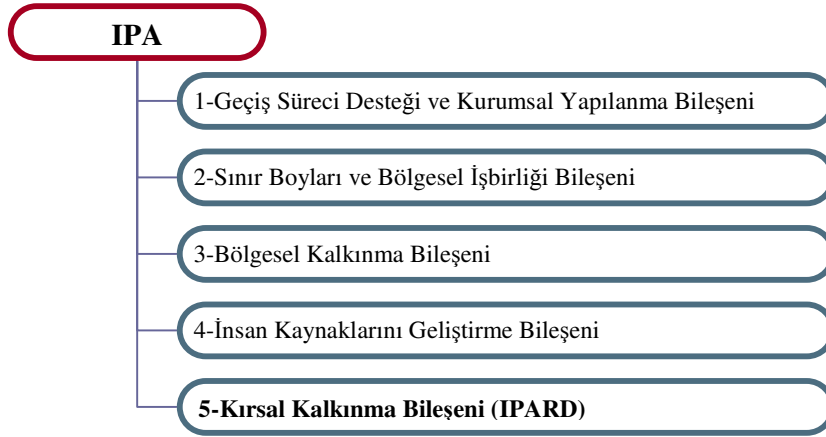 IPA
1-Geçiş Süreci Desteği ve Kurumsal Yapılanma Bileşeni
2-Sınır Boyları ve Bölgesel İşbirliği Bileşeni
3-Bölgesel Kalkınma Bileşeni
4-İnsan Kaynaklarını Geliştirme Bileşeni
5-Kırsal Kalkınma Bileşeni (IPARD)